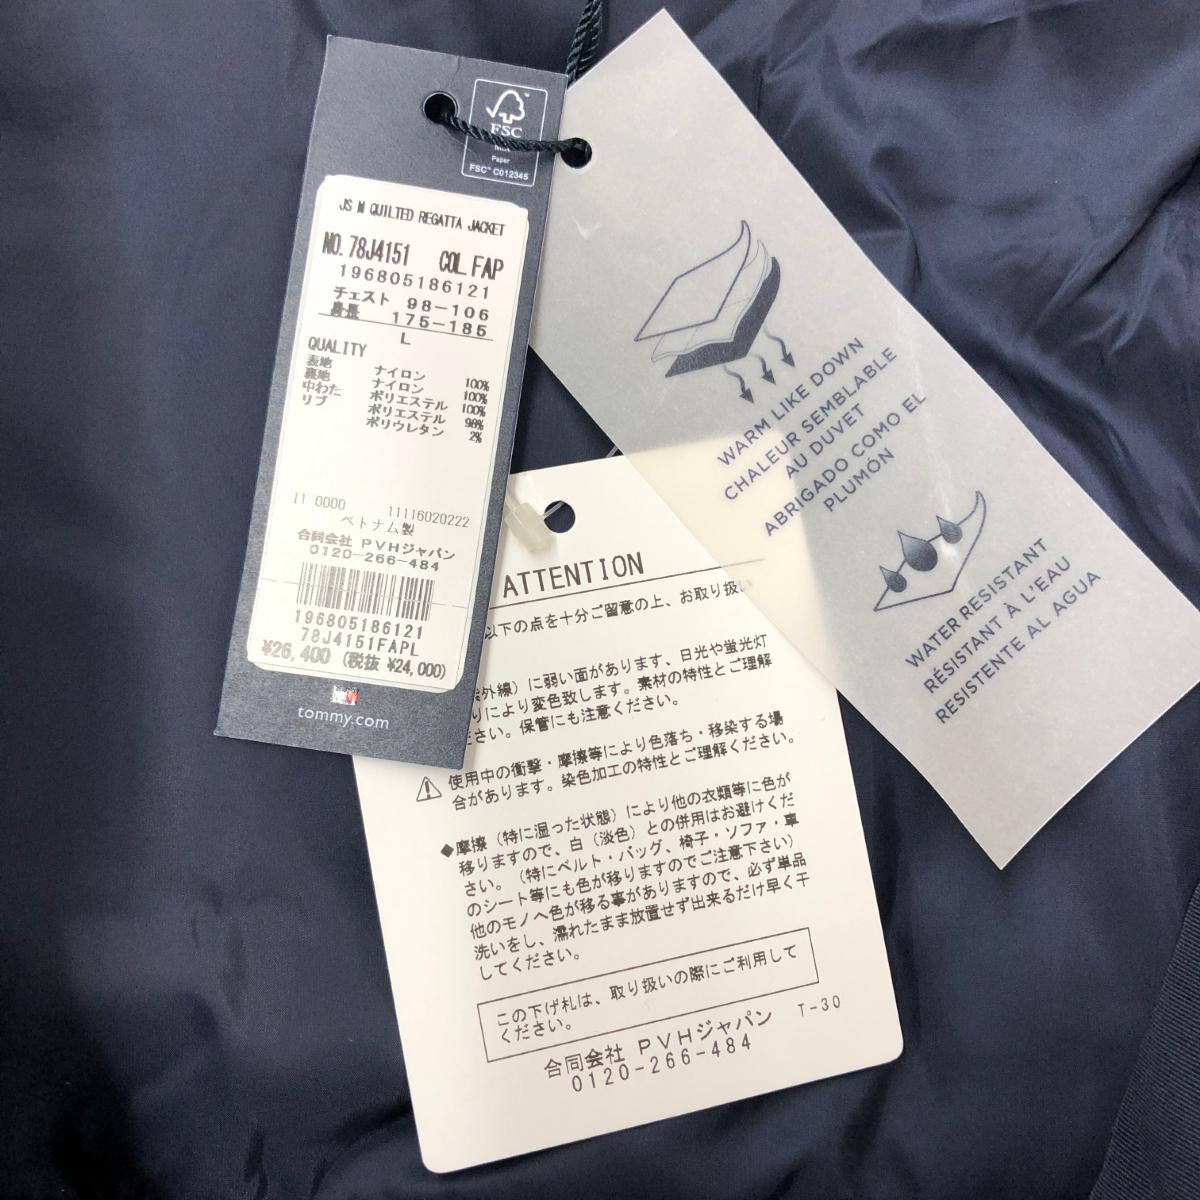 FSC
MIX
Paper
FSC™ C012345
JS M QUILTED REGATTA JACKET
NO. 78J4151 COL. FAP
196805186121
チェスト 98-106
身長 175-185
L
QUALITY
表地 ナイロン 100%
裏地 ナイロン 100%
中わた ポリエステル 100%
リブ ポリエステル 98%
ポリウレタン 2%
I1 0000 11116020222
ベトナム製
合同会社 PVHジャパン
0120-266-484
196805186121
78J4151FAPL
¥26,400 (税抜 ¥24,000)
tommy.com
WARM LIKE DOWN
CHALEUR SEMBLABLE
AU DUVET
ABRIGADO COMO EL
PLUMÓN
WATER RESISTANT
RÉSISTANT À L'EAU
RESISTENTE AL AGUA
ATTENTION
以下の点を十分ご留意の上、お取り扱い
外線）に弱い面があります、日光や蛍光灯
りにより変色致します。素材の特性とご理解
さい。保管にも注意ください。
⚠使用中の衝撃・摩擦等により色落ち・移染する場
合があります。染色加工の特性とご理解ください。
◆摩擦（特に湿った状態）により他の衣類等に色が
移りますので、白（淡色）との併用はお避けくだ
さい。（特にベルト・バッグ、椅子・ソファ・車
のシート等にも色が移りますのでご注意下さい）
他のモノへ色が移る事がありますので、必ず単品
洗いをし、濡れたまま放置せず出来るだけ早く干
してください。
この下げ札は、取り扱いの際にご利用して
ください。
T-30
合同会社 PVHジャパン
0120-266-484